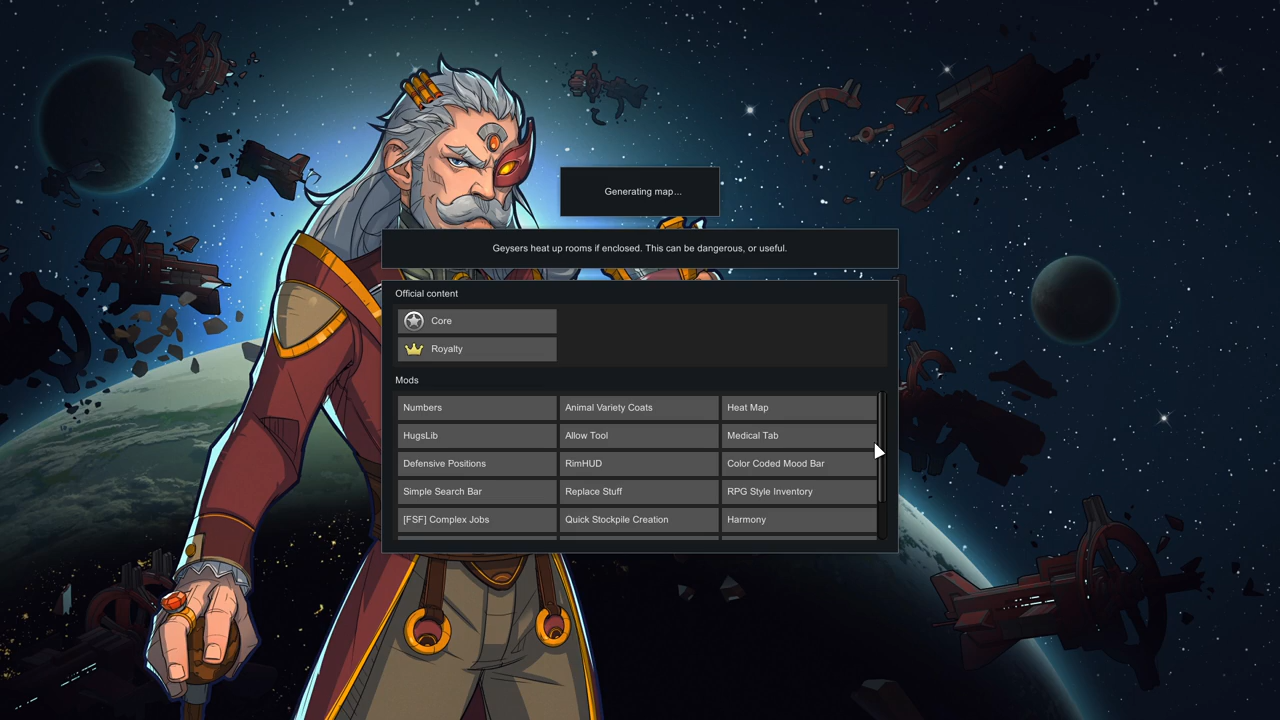 Generating map...
Geysers heat up rooms if enclosed. This can be dangerous, or useful.
Official content
Core
Royalty
Mods
Numbers Animal Variety Coats Heat Map
HugsLib Allow Tool Medical Tab
Defensive Positions RimHUD Color Coded Mood Bar
Simple Search Bar Replace Stuff RPG Style Inventory
[FSF] Complex Jobs Quick Stockpile Creation Harmony